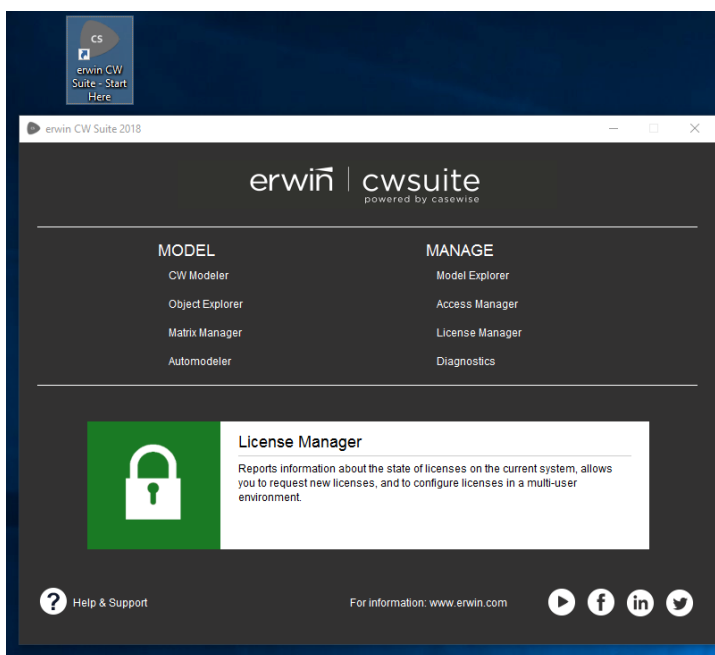 CS
erwin CW
Suite - Start
Here
erwin CW Suite 2018
erwin | cwsuite
powered by casewise
MODEL
CW Modeler
Object Explorer
Matrix Manager
Automodeler
MANAGE
Model Explorer
Access Manager
License Manager
Diagnostics
License Manager
Reports information about the state of licenses on the current system, allows
you to request new licenses, and to configure licenses in a multi-user
environment.
? Help & Support
For information: www.erwin.com
f
in